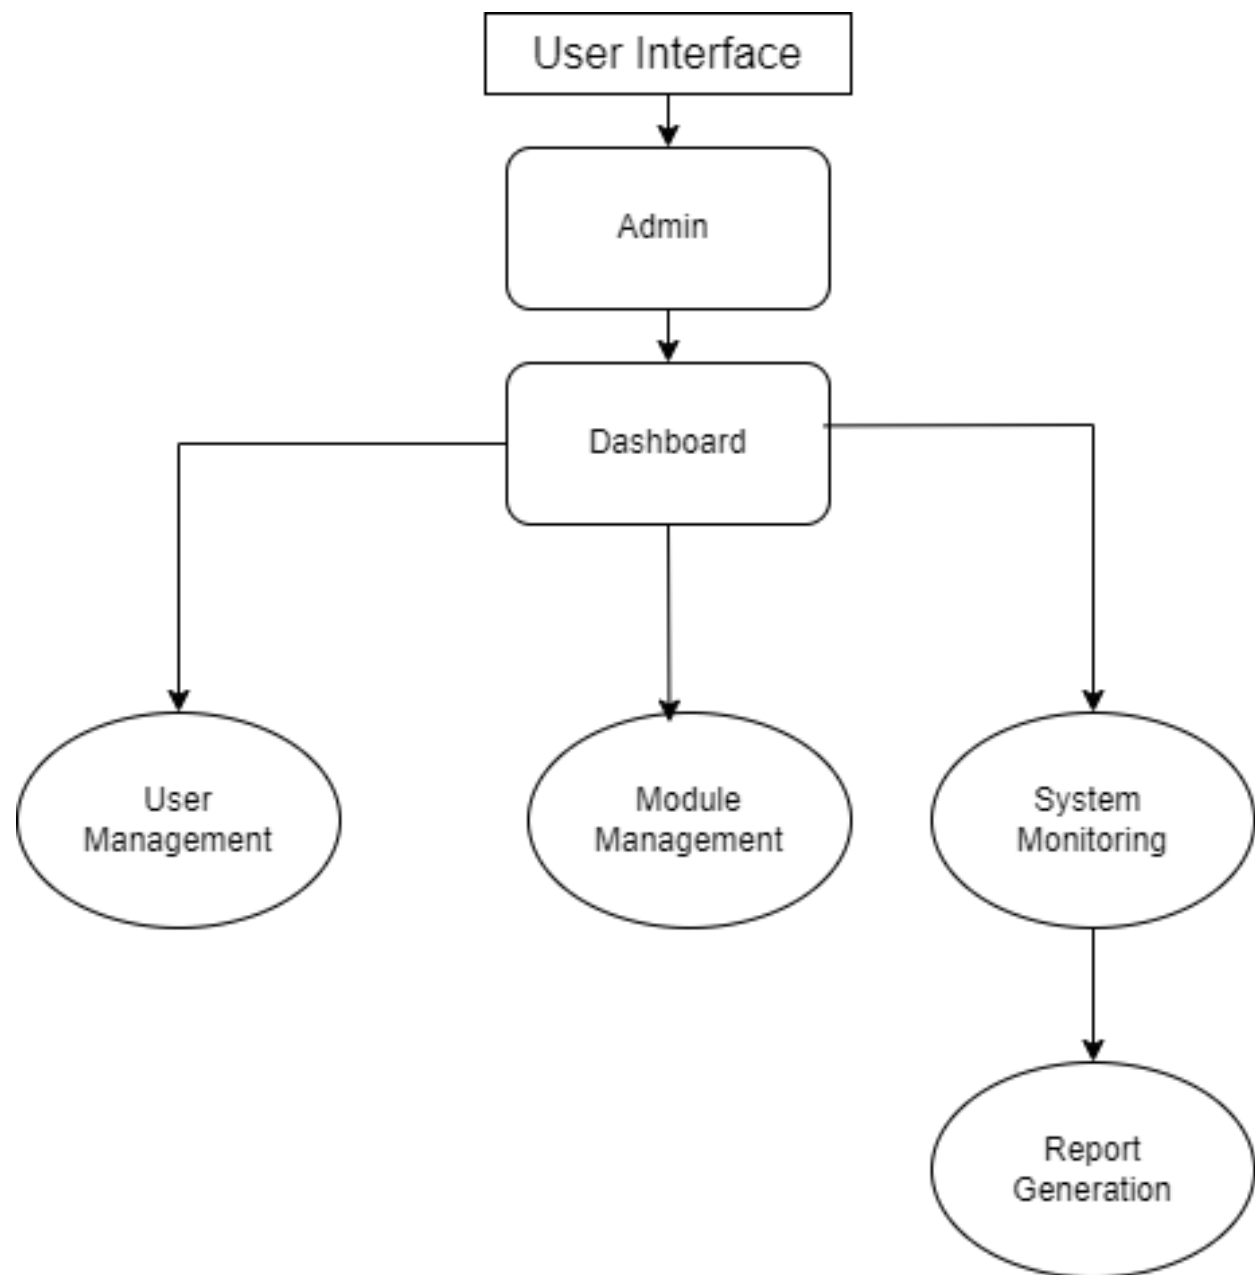 User Interface
Admin
Dashboard
User
Management
Module
Management
System
Monitoring
Report
Generation